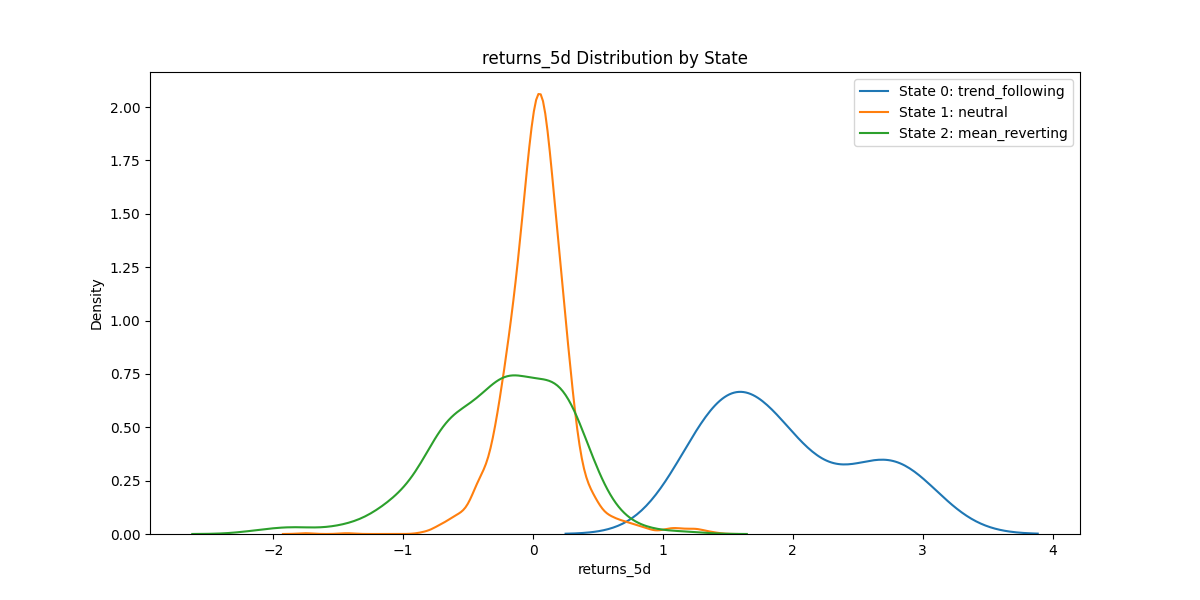 returns_5d Distribution by State
State 0: trend_following
State 1: neutral
State 2: mean_reverting
Density
2.00
1.75
1.50
1.25
1.00
0.75
0.50
0.25
0.00
−2
−1
0
1
2
3
4
returns_5d